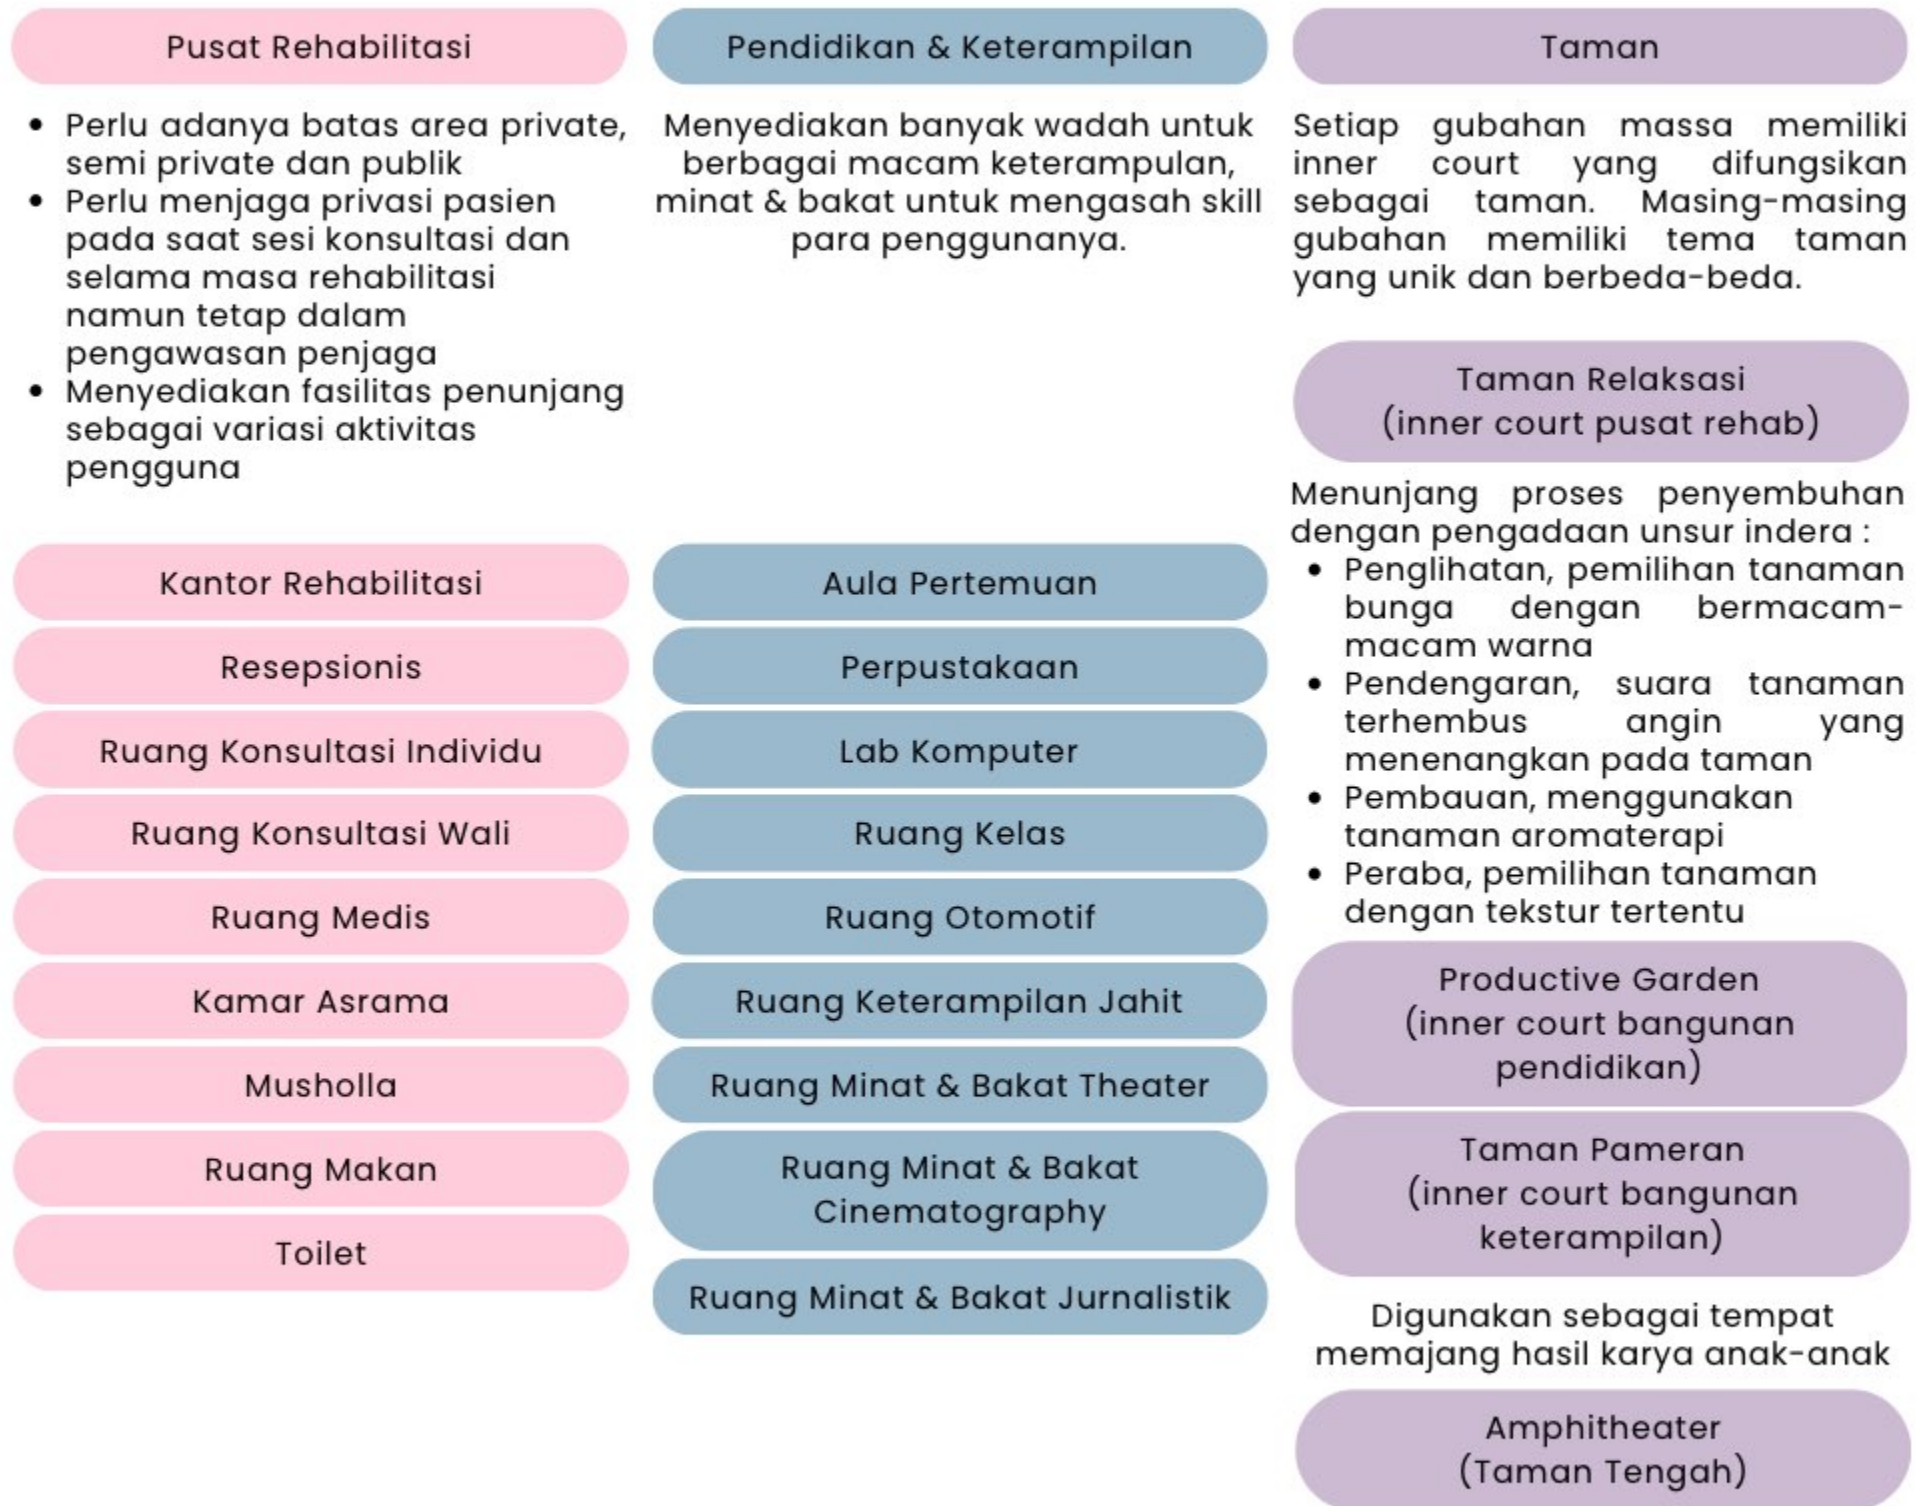 Pusat Rehabilitasi
• Perlu adanya batas area private,
semi private dan publik
• Perlu menjaga privasi pasien
pada saat sesi konsultasi dan
selama masa rehabilitasi
namun tetap dalam
pengawasan penjaga
• Menyediakan fasilitas penunjang
sebagai variasi aktivitas
pengguna
Kantor Rehabilitasi
Resepsionis
Ruang Konsultasi Individu
Ruang Konsultasi Wali
Ruang Medis
Kamar Asrama
Musholla
Ruang Makan
Toilet
Pendidikan & Keterampilan
Menyediakan banyak wadah untuk
berbagai macam keterampulan,
minat & bakat untuk mengasah skill
para penggunanya.
Aula Pertemuan
Perpustakaan
Lab Komputer
Ruang Kelas
Ruang Otomotif
Ruang Keterampilan Jahit
Ruang Minat & Bakat Theater
Ruang Minat & Bakat
Cinematography
Ruang Minat & Bakat Jurnalistik
Taman
Setiap gubahan massa memiliki
inner court yang difungsikan
sebagai taman. Masing-masing
gubahan memiliki tema taman
yang unik dan berbeda-beda.
Taman Relaksasi
(inner court pusat rehab)
Menunjang proses penyembuhan
dengan pengadaan unsur indera :
• Penglihatan, pemilihan tanaman
bunga dengan bermacam-
macam warna
• Pendengaran, suara tanaman
terhembus angin yang
menenangkan pada taman
• Pembauan, menggunakan
tanaman aromaterapi
• Peraba, pemilihan tanaman
dengan tekstur tertentu
Productive Garden
(inner court bangunan
pendidikan)
Taman Pameran
(inner court bangunan
keterampilan)
Digunakan sebagai tempat
memajang hasil karya anak-anak
Amphitheater
(Taman Tengah)